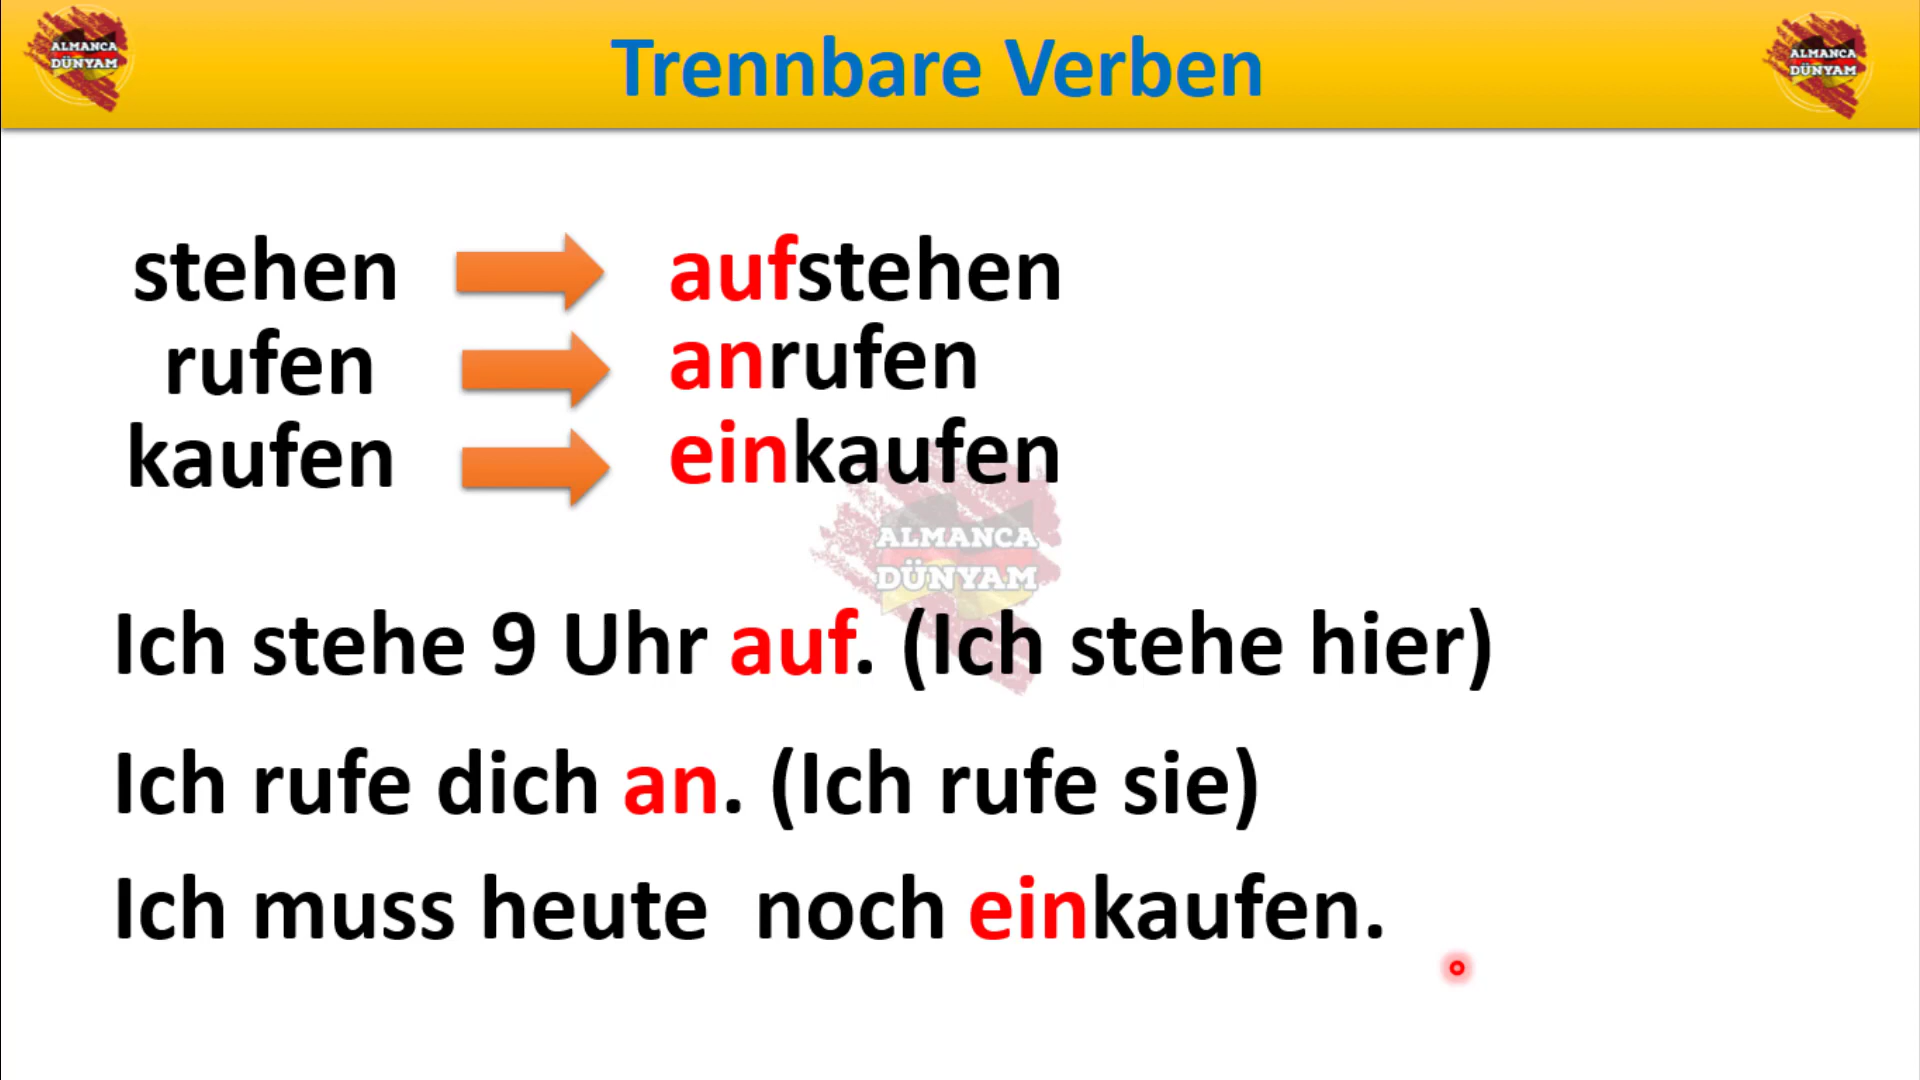 ALMANCA
DÜNYAM
Trennbare Verben
ALMANCA
DÜNYAM
stehen aufstehen
rufen anrufen
kaufen einkaufen
ALMANCA
DÜNYAM
Ich stehe 9 Uhr auf. (Ich stehe hier)
Ich rufe dich an. (Ich rufe sie)
Ich muss heute noch einkaufen.